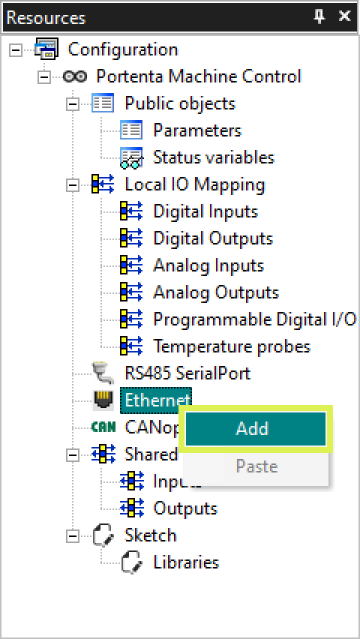 Resources
Configuration
Portenta Machine Control
Public objects
Parameters
Status variables
Local IO Mapping
Digital Inputs
Digital Outputs
Analog Inputs
Analog Outputs
Programmable Digital I/O
Temperature probes
RS485 SerialPort
Ethernet
CAN CANop
Add
Shared
Paste
Inpu
Outputs
Sketch
Libraries